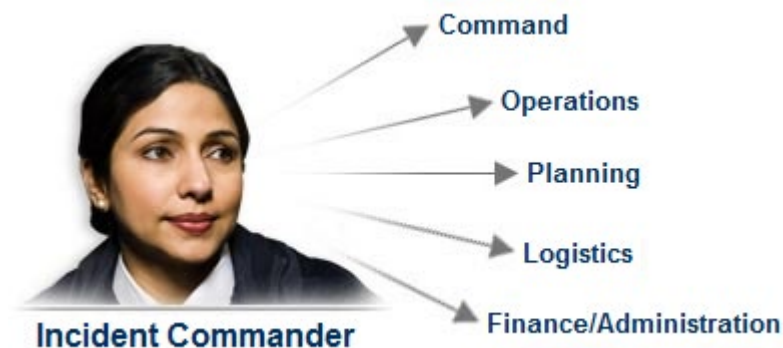 Command
Operations
Planning
Logistics
Finance/Administration
Incident Commander